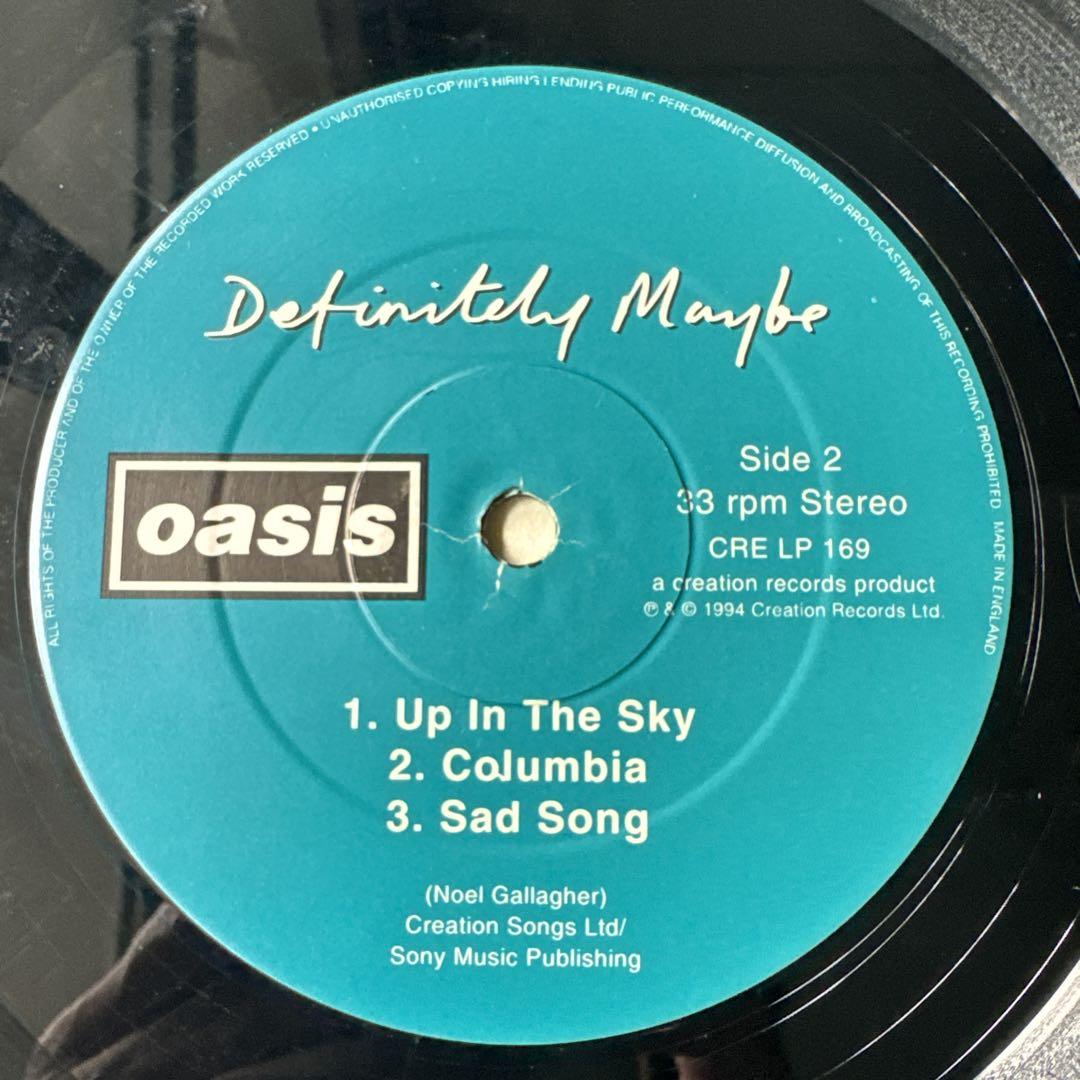 ALL RIGHTS OF THE PRODUCER AND OF THE OWNER OF THE RECORDED WORK RESERVED • UNAUTHORISED COPYING HIRING LENDING PUBLIC PERFORMANCE DIFFUSION AND BROADCASTING OF THIS RECORDING PROHIBITED MADE IN ENGLAND
Definitely Maybe
oasis
Side 2
33 rpm Stereo
CRE LP 169
a creation records product
℗ & © 1994 Creation Records Ltd.
1. Up In The Sky
2. Columbia
3. Sad Song
(Noel Gallagher)
Creation Songs Ltd/
Sony Music Publishing